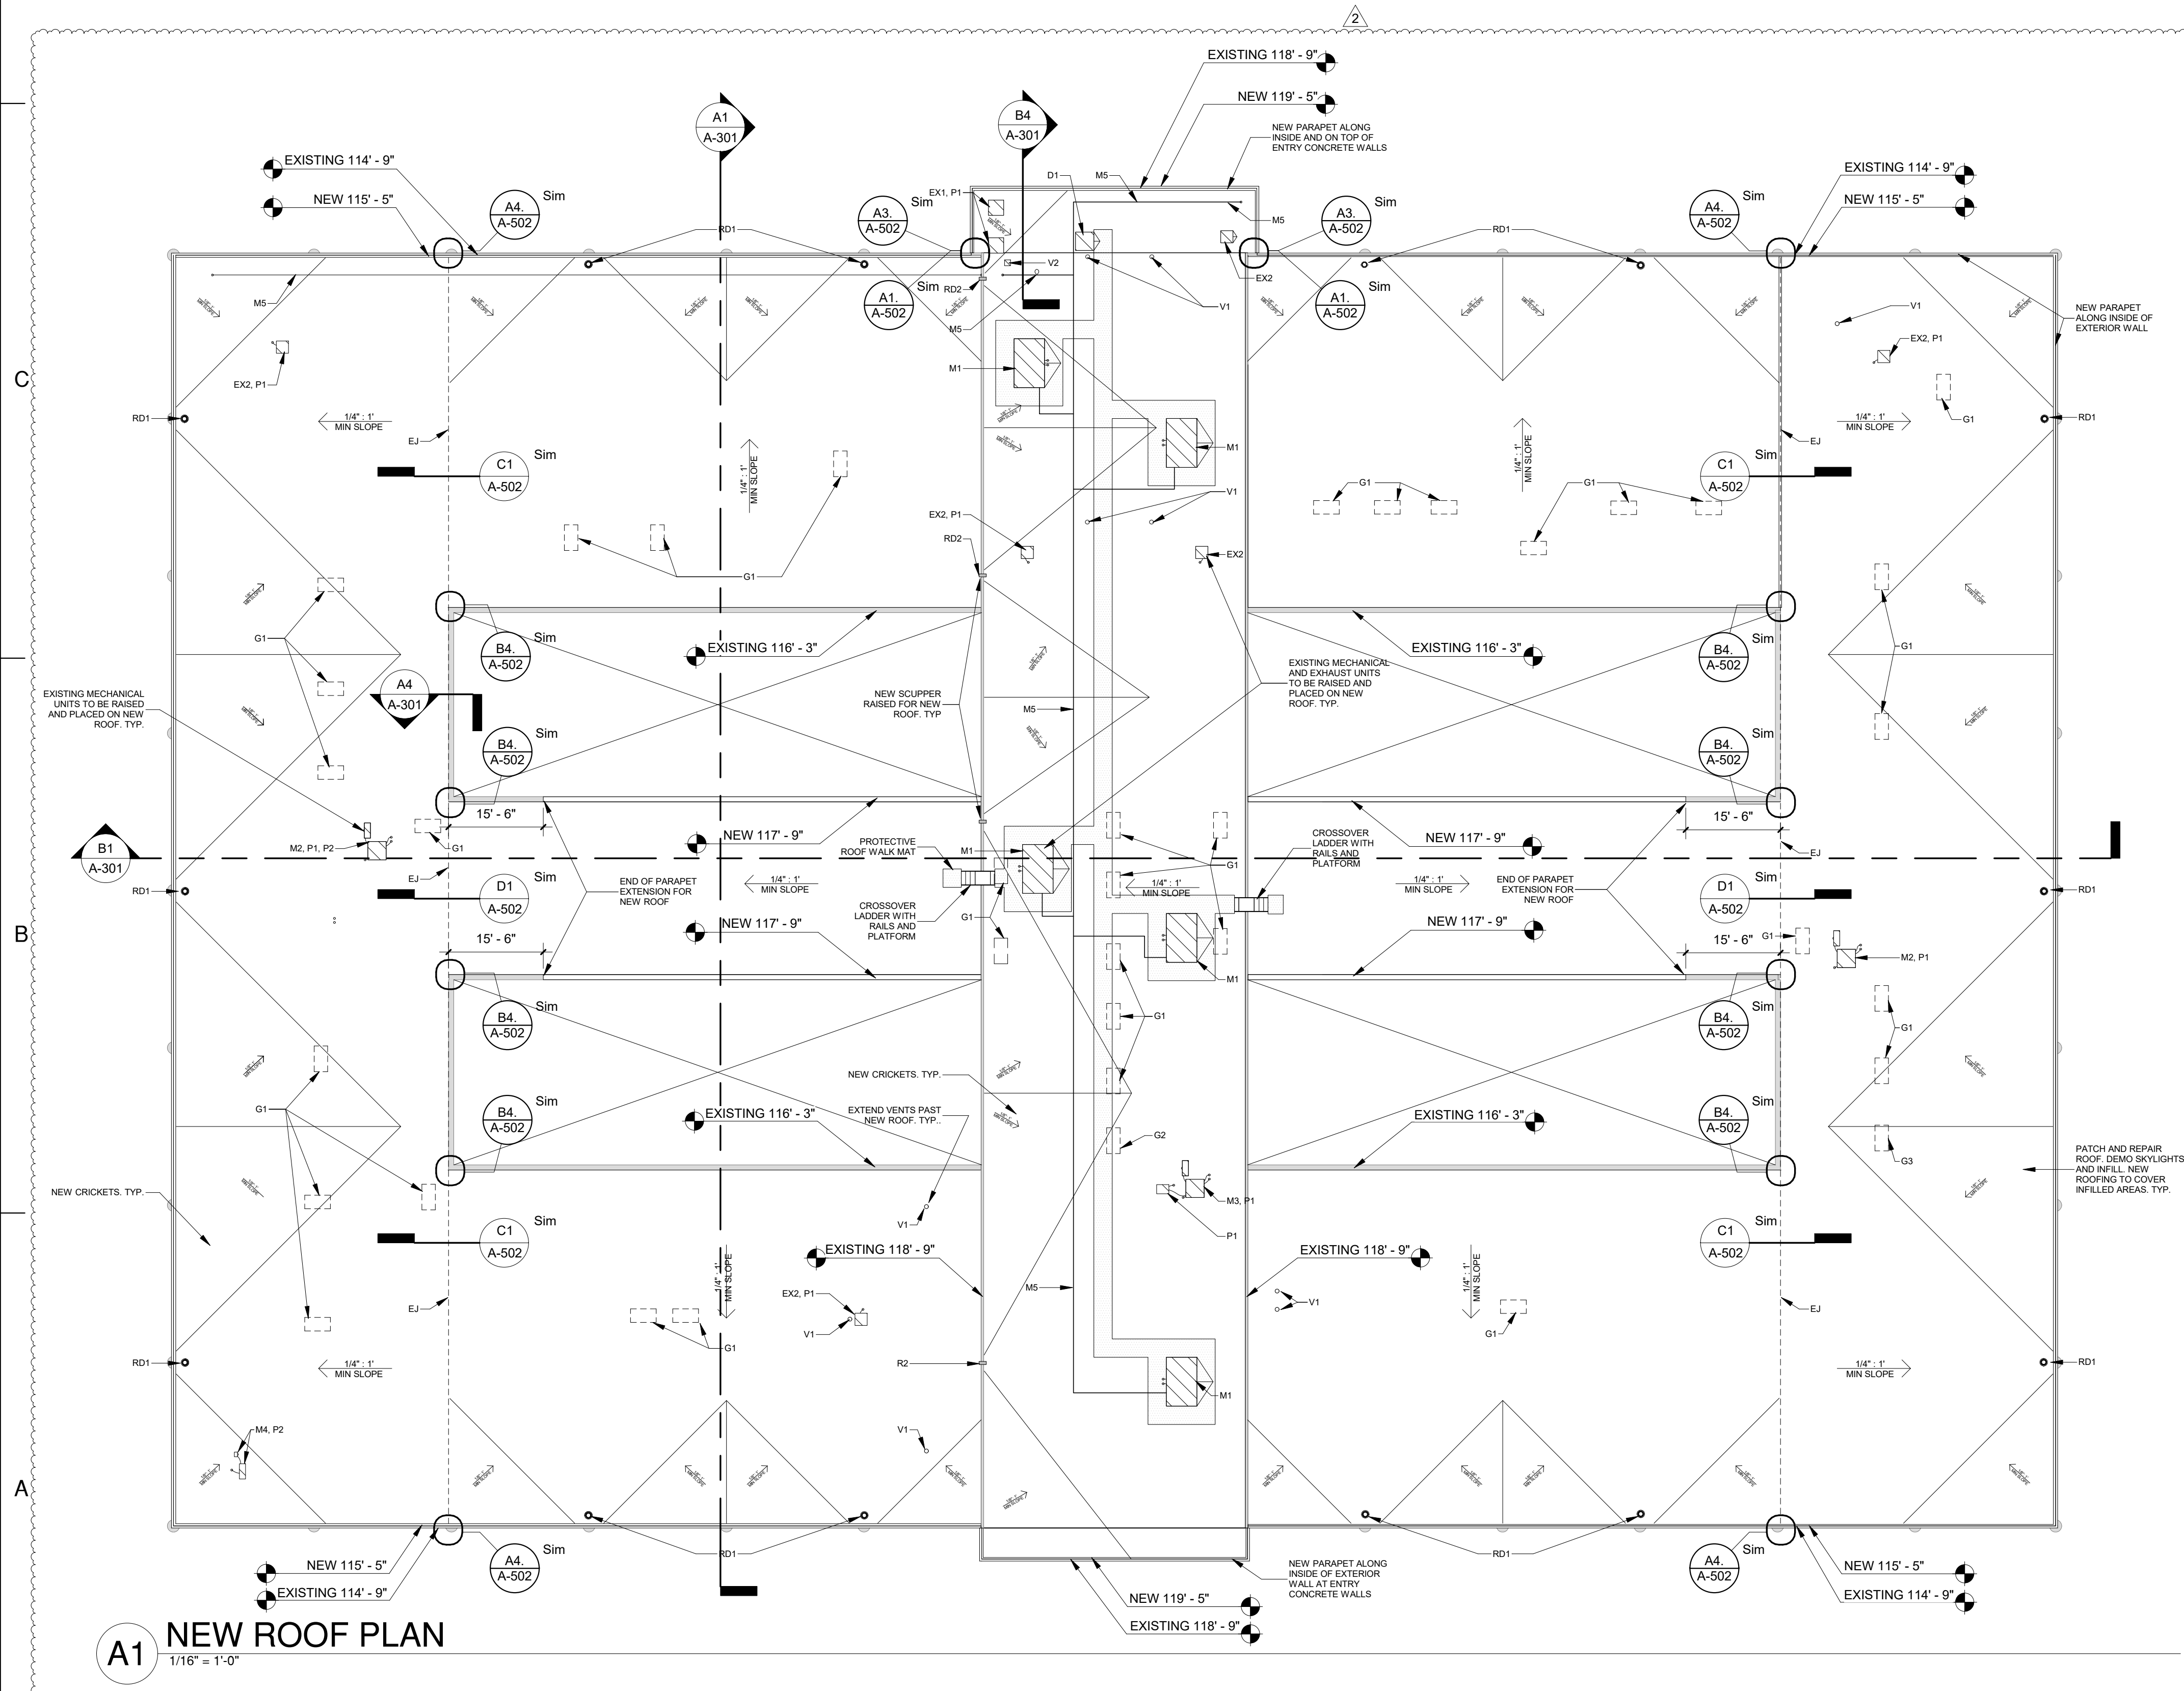 2
EXISTING 118' - 9"
NEW 119' - 5"
NEW PARAPET ALONG
INSIDE AND ON TOP OF
ENTRY CONCRETE WALLS
A1
A-301
B4
A-301
EXISTING 114' - 9"
NEW 115' - 5"
A4.
A-502
Sim
A3.
A-502
Sim
EX1, P1
D1
M5
M5
A3.
A-502
Sim
A4.
A-502
Sim
EXISTING 114' - 9"
NEW 115' - 5"
RD1
RD1
V2
EX2
V1
A1.
A-502
Sim
RD2
M5
A1.
A-502
Sim
M5
V1
NEW PARAPET
ALONG INSIDE OF
EXTERIOR WALL
C
EX2, P1
EX2, P1
M1
RD1
1/4" : 1'
MIN SLOPE
EJ
G1
1/4" : 1'
MIN SLOPE
EJ
RD1
M1
C1
A-502
Sim
1/4" : 1'
MIN SLOPE
1/4" : 1'
MIN SLOPE
C1
A-502
Sim
G1
G1
V1
EX2, P1
RD2
EX2
G1
G1
B4.
A-502
Sim
EXISTING 116' - 3"
EXISTING 116' - 3"
B4.
A-502
Sim
G1
A4
A-301
EXISTING MECHANICAL
UNITS TO BE RAISED
AND PLACED ON NEW
ROOF. TYP.
NEW SCUPPER
RAISED FOR NEW
ROOF. TYP
M5
EXISTING MECHANICAL
AND EXHAUST UNITS
TO BE RAISED AND
PLACED ON NEW
ROOF. TYP.
B4.
A-502
Sim
B4.
A-502
Sim
15' - 6"
15' - 6"
B1
A-301
M2, P1, P2
G1
EJ
NEW 117' - 9"
PROTECTIVE
ROOF WALK MAT
M1
G1
CROSSOVER
LADDER WITH
RAILS AND
PLATFORM
NEW 117' - 9"
EJ
RD1
D1
A-502
Sim
END OF PARAPET
EXTENSION FOR
NEW ROOF
1/4" : 1'
MIN SLOPE
1/4" : 1'
MIN SLOPE
1/4" : 1'
MIN SLOPE
END OF PARAPET
EXTENSION FOR
NEW ROOF
D1
A-502
Sim
RD1
B
15' - 6"
NEW 117' - 9"
CROSSOVER
LADDER WITH
RAILS AND
PLATFORM
G1
NEW 117' - 9"
15' - 6"
G1
M2, P1
M1
B4.
A-502
Sim
G1
B4.
A-502
Sim
G1
NEW CRICKETS. TYP.
G1
B4.
A-502
Sim
EXISTING 116' - 3"
EXTEND VENTS PAST
NEW ROOF. TYP..
G2
EXISTING 116' - 3"
B4.
A-502
Sim
G3
PATCH AND REPAIR
ROOF. DEMO SKYLIGHTS
AND INFILL. NEW
ROOFING TO COVER
INFILLED AREAS. TYP.
NEW CRICKETS. TYP.
V1
M3, P1
P1
C1
A-502
Sim
1/4" : 1'
MIN SLOPE
EXISTING 118' - 9"
EXISTING 118' - 9"
1/4" : 1'
MIN SLOPE
C1
A-502
Sim
EJ
EX2, P1
V1
M5
V1
G1
EJ
G1
RD1
1/4" : 1'
MIN SLOPE
R2
M1
1/4" : 1'
MIN SLOPE
RD1
M4, P2
V1
A
RD1
RD1
A4.
A-502
Sim
NEW 115' - 5"
EXISTING 114' - 9"
NEW 119' - 5"
EXISTING 118' - 9"
NEW PARAPET ALONG
INSIDE OF EXTERIOR
WALL AT ENTRY
CONCRETE WALLS
A4.
A-502
Sim
NEW 115' - 5"
EXISTING 114' - 9"
A1
NEW ROOF PLAN
1/16" = 1'-0"